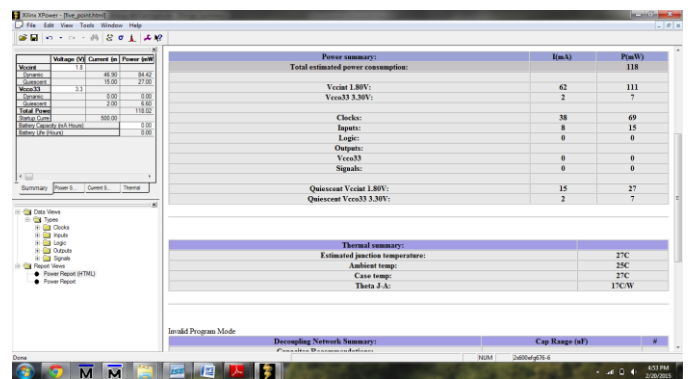 Xilinx XPower - [five_point.html]
File Edit View Tools Window Help
Voltage (V) Current (m Power (mW
Vccint 1.8
Dynamic 46.90 84.42
Quiescent 15.00 27.00
Vcco33 3.3
Dynamic 0.00 0.00
Quiescent 2.00 6.60
Total Powe 118.02
Startup Curre 500.00
Battery Capacity (mA Hours) 0.00
Battery Life (Hours) 0.00
Summary Power S... Current S... Thermal
Data Views
Types
Clocks
Inputs
Logic
Outputs
Signals
Report Views
Power Report (HTML)
Power Report
Power summary: I(mA) P(mW)
Total estimated power consumption: 118
Vccint 1.80V: 62 111
Vcco33 3.30V: 2 7
Clocks: 38 69
Inputs: 8 15
Logic: 0 0
Outputs:
Vcco33 0 0
Signals: 0 0
Quiescent Vccint 1.80V: 15 27
Quiescent Vcco33 3.30V: 2 7
Thermal summary:
Estimated junction temperature: 27C
Ambient temp: 25C
Case temp: 27C
Theta J-A: 17C/W
Invalid Program Mode
Decoupling Network Summary: Cap Range (uF) #
Capacitor Recommendations:
Done NUM 2s600efg676-6
4:53 PM
2/20/2015